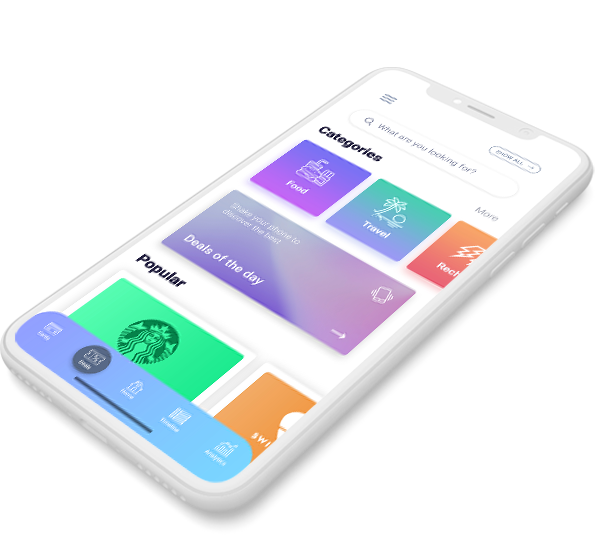 What are you looking for?
SHOW ALL
Categories
More
Food
Travel
Rech
Shake your phone to
discover the best
Deals of the day
Popular
SWI
Cards
Deals
Home
Timeline
Analytics